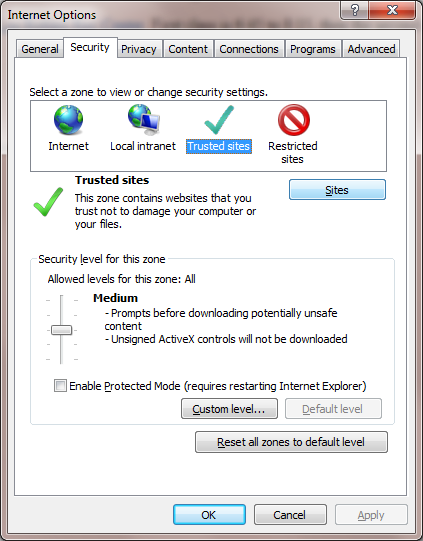 Internet Options
General Security Privacy Content Connections Programs Advanced
Select a zone to view or change security settings.
Internet Local intranet Trusted sites Restricted
sites
Trusted sites
Sites
This zone contains websites that you
trust not to damage your computer or
your files.
Security level for this zone
Allowed levels for this zone: All
Medium
- Prompts before downloading potentially unsafe
content
- Unsigned ActiveX controls will not be downloaded
Enable Protected Mode (requires restarting Internet Explorer)
Custom level... Default level
Reset all zones to default level
OK Cancel Apply